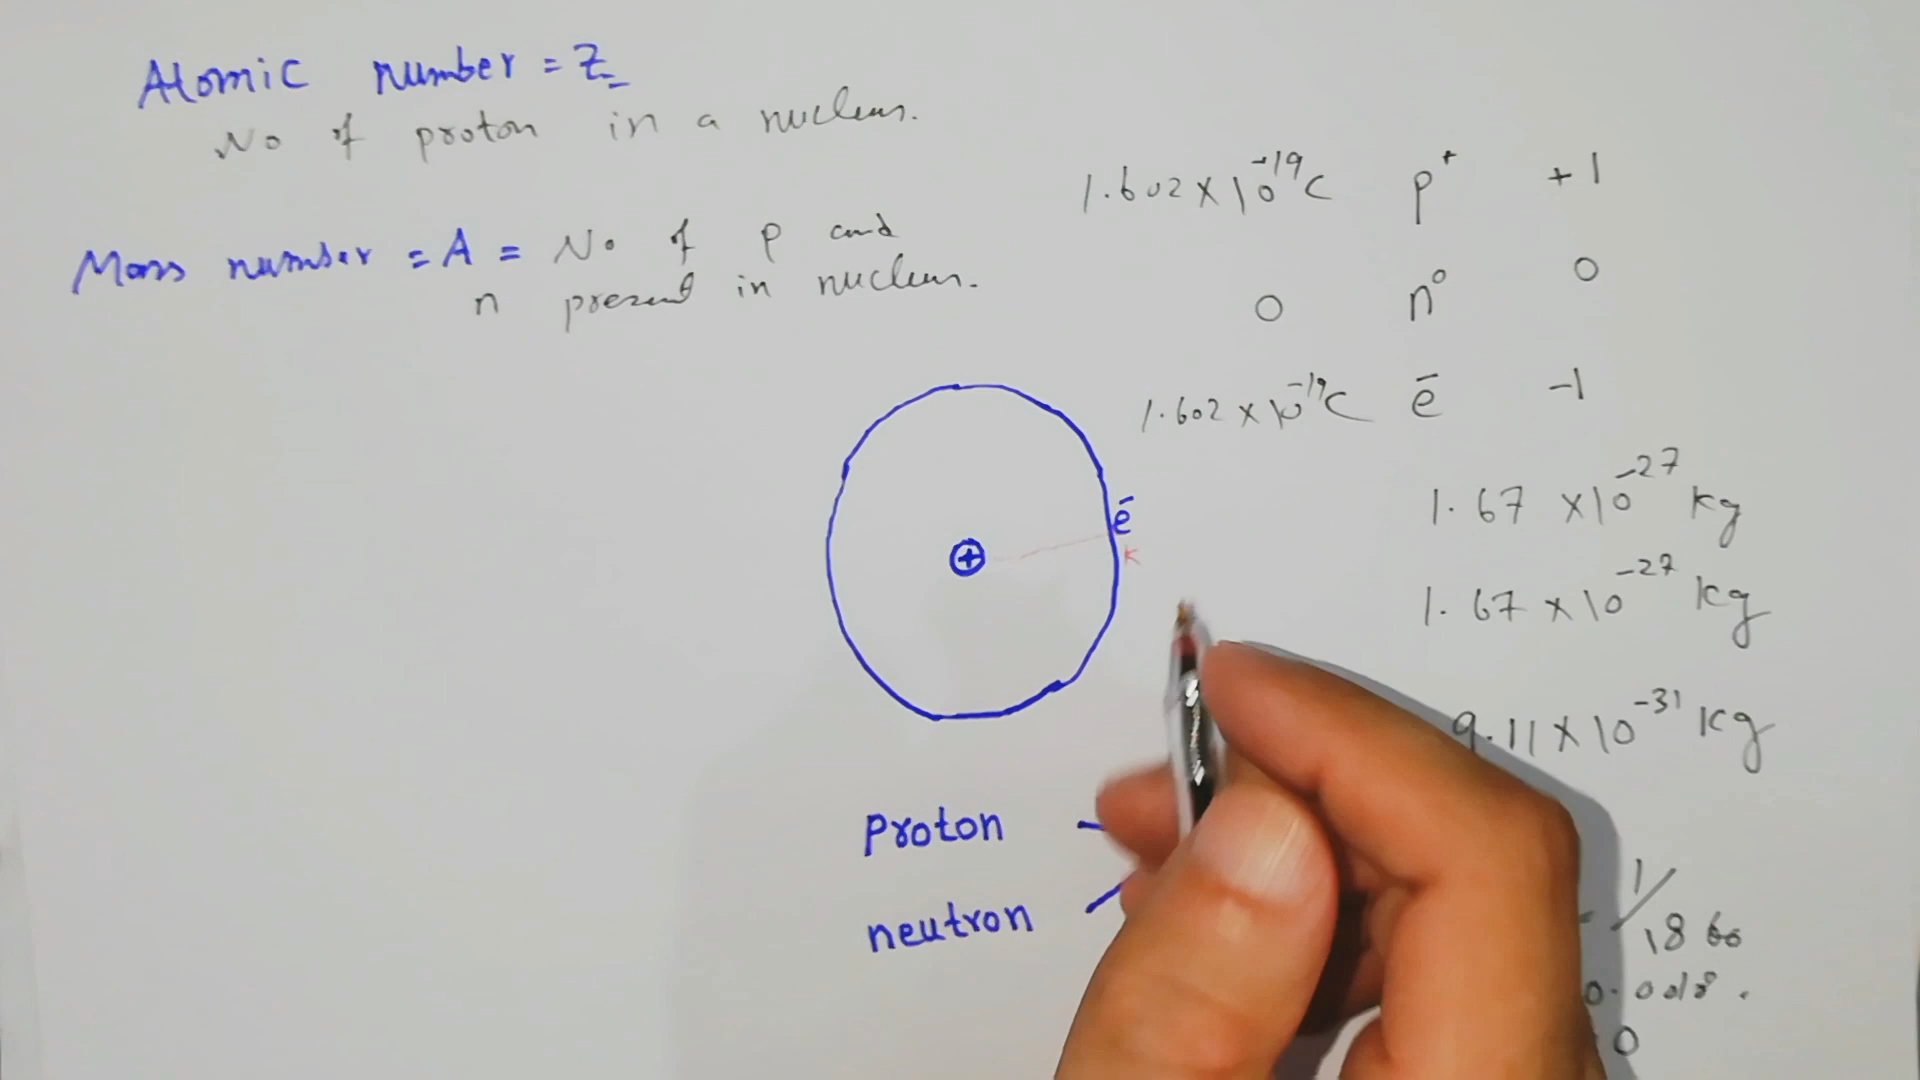 Atomic number = Z
No of proton in a nucleus.
Mass number = A = No of p and
n present in nucleus.
1.602 × 10⁻¹⁹ C p⁺ +1
0 n⁰ 0
1.602 × 10⁻¹⁹ C e⁻ -1
1.67 × 10⁻²⁷ kg
1.67 × 10⁻²⁷ kg
9.11 × 10⁻³¹ kg
e⁻
K
+
Proton
neutron
1/18
0